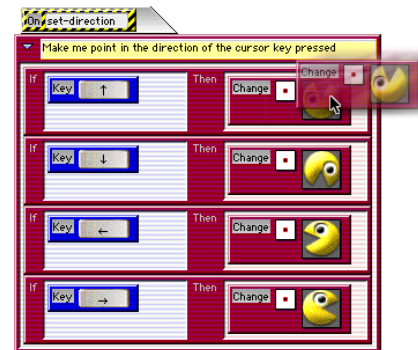 On set-direction
Make me point in the direction of the cursor key pressed
If Key ↑ Then Change
Change
If Key ↓ Then Change
If Key ← Then Change
If Key → Then Change